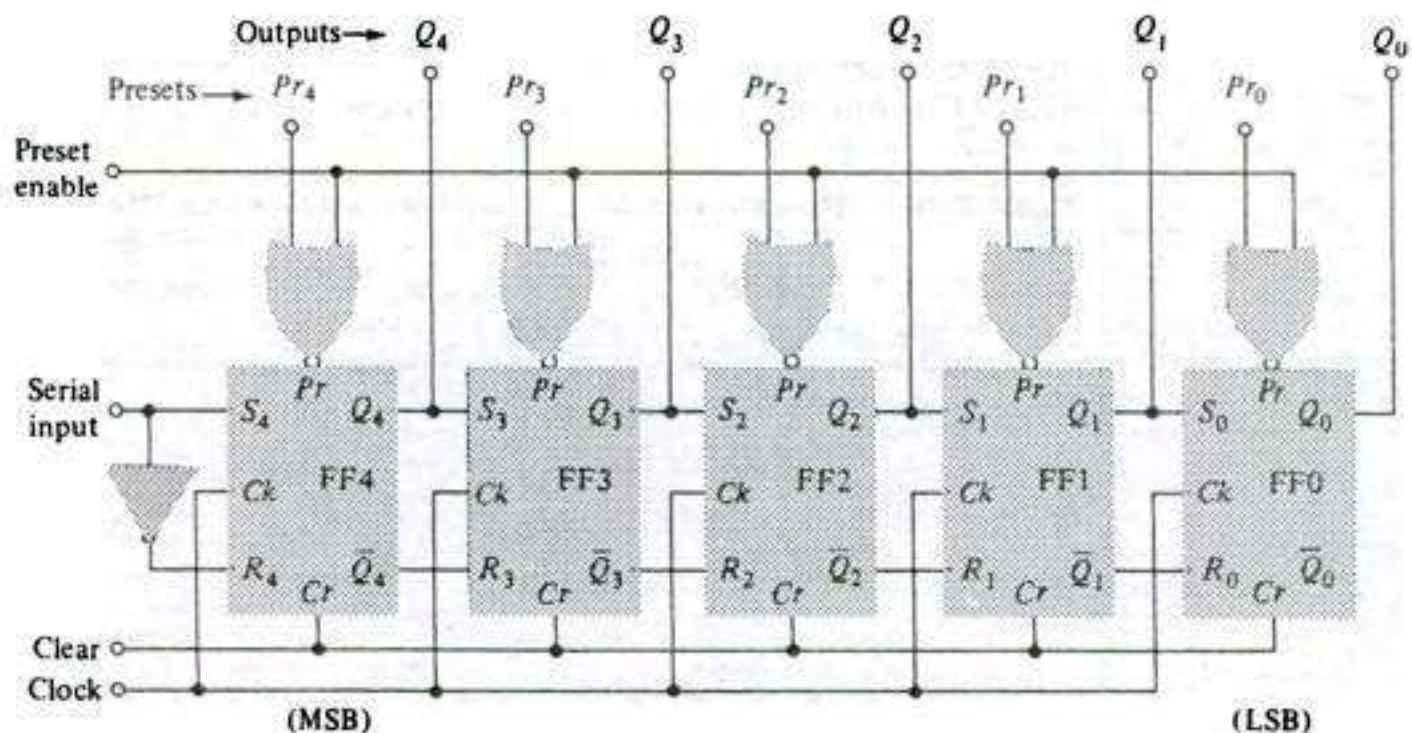 Outputs→ Q₄ Q₃ Q₂ Q₁ Q₀
Presets→ Pr₄ Pr₃ Pr₂ Pr₁ Pr₀
Preset
enable
Pr Pr Pr Pr Pr
Serial
input
S₄ Q₄ S₃ Q₃ S₂ Q₂ S₁ Q₁ S₀ Q₀
Ck FF4 Ck FF3 Ck FF2 Ck FF1 Ck FF0
R₄ Q̅₄ R₃ Q̅₃ R₂ Q̅₂ R₁ Q̅₁ R₀ Q̅₀
Cr Cr Cr Cr Cr
Clear
Clock
(MSB) (LSB)